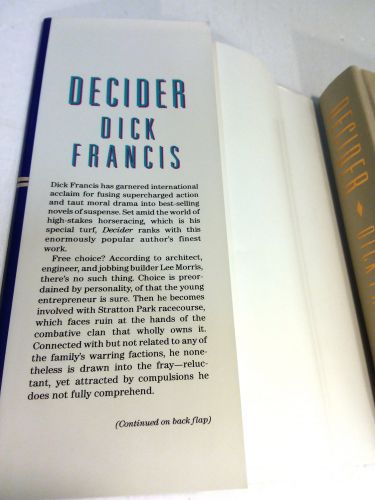 DECIDER
DICK
FRANCIS
Dick Francis has garnered international
acclaim for fusing supercharged action
and taut moral drama into best-selling
novels of suspense. Set amid the world of
high-stakes horseracing, which is his
special turf, Decider ranks with this
enormously popular author's finest
work.
Free choice? According to architect,
engineer, and jobbing builder Lee Morris,
there's no such thing. Choice is preor-
dained by personality, of that the young
entrepreneur is sure. Then he becomes
involved with Stratton Park racecourse,
which faces ruin at the hands of the
combative clan that wholly owns it.
Connected with but not related to any of
the family's warring factions, he none-
theless is drawn into the fray—reluc-
tant, yet attracted by compulsions he
does not fully comprehend.
(Continued on back flap)
DECIDER
DICK